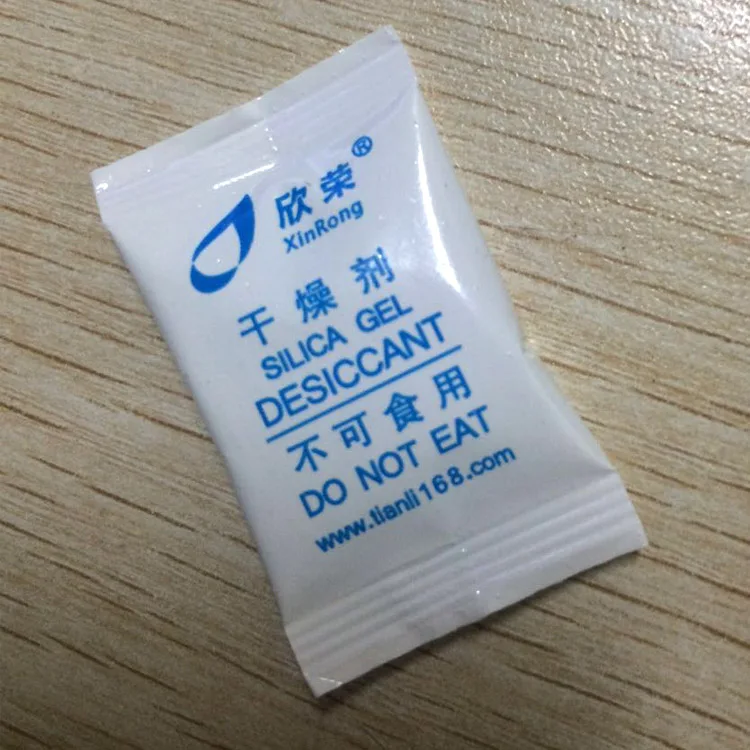 欣荣®
XinRong
干燥剂
SILICA GEL
DESICCANT
不可食用
DO NOT EAT
www.tianli168.com